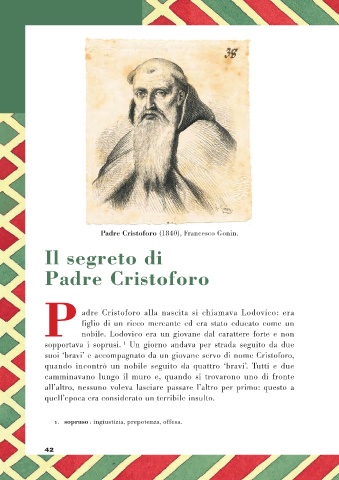 38
Padre Cristoforo (1840), Francesco Gonin.
Il segreto di
Padre Cristoforo
Padre Cristoforo alla nascita si chiamava Lodovico: era
figlio di un ricco mercante ed era stato educato come un
nobile. Lodovico era un giovane dal carattere forte e non
sopportava i soprusi. 1 Un giorno andava per strada seguito da due
suoi ‘bravi’ e accompagnato da un giovane servo di nome Cristoforo,
quando incontrò un nobile seguito da quattro ‘bravi’. Tutti e due
camminavano lungo il muro e, quando si trovarono uno di fronte
all’altro, nessuno voleva lasciare passare l’altro per primo: questo a
quell’epoca era considerato un terribile insulto.
1. sopruso : ingiustizia, prepotenza, offesa.
42